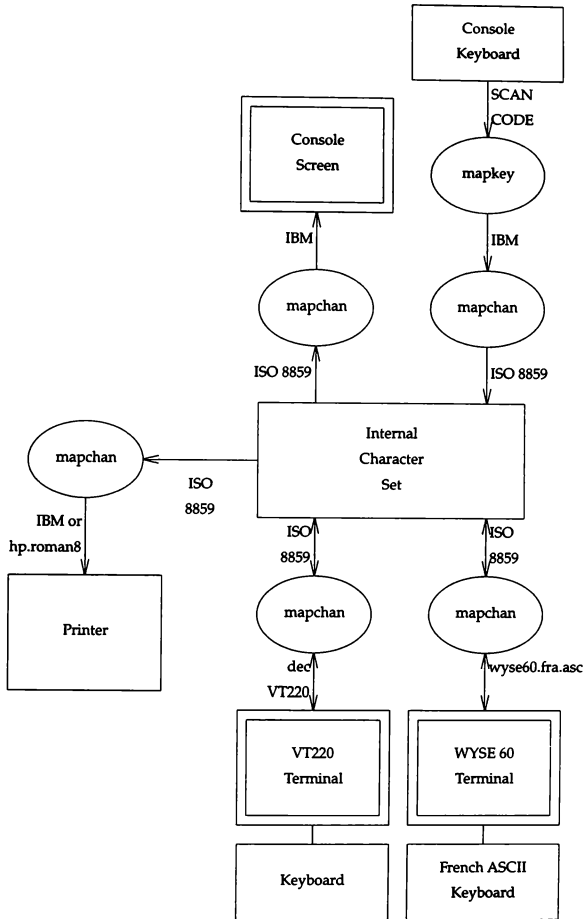 Console
Keyboard
SCAN
CODE
Console
Screen
mapkey
IBM
IBM
mapchan
mapchan
ISO 8859
ISO 8859
Internal
Character
Set
mapchan
ISO
8859
IBM or
hp.roman8
Printer
ISO
8859
ISO
8859
mapchan
mapchan
dec
VT220
wyse60.fra.asc
VT220
Terminal
WYSE 60
Terminal
Keyboard
French ASCII
Keyboard